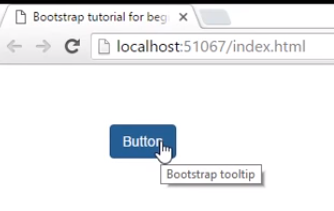 Bootstrap tutorial for beg
localhost:51067/index.html
Button
Bootstrap tooltip